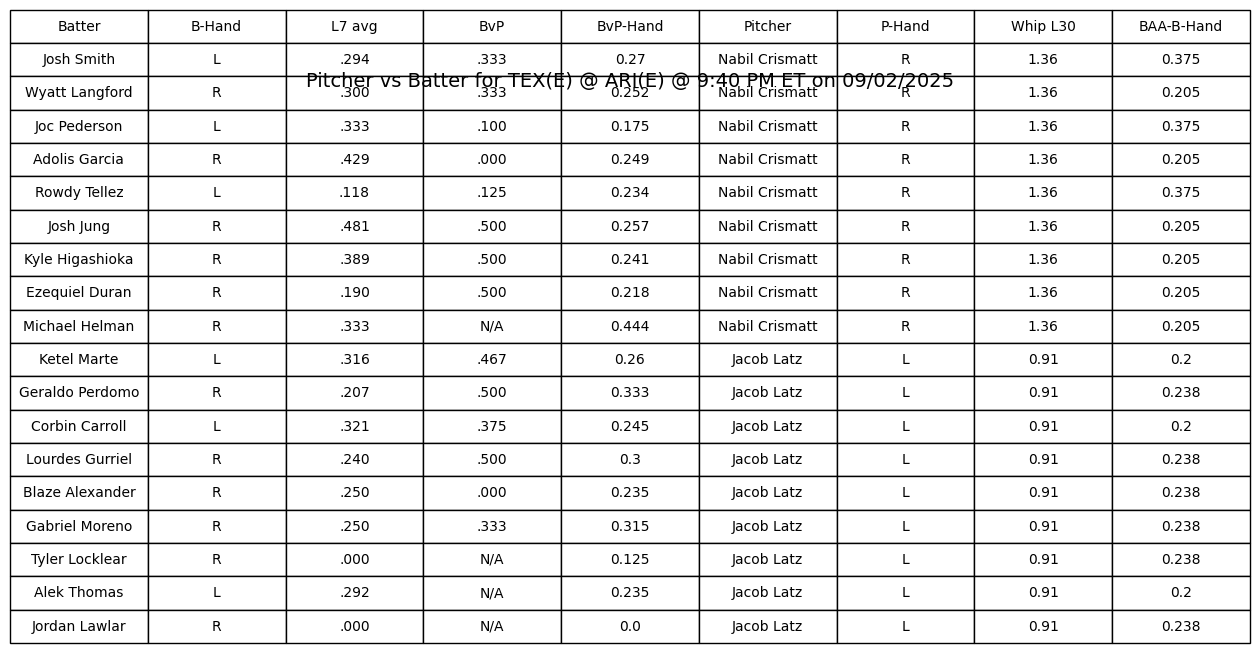 Batter B-Hand L7 avg BvP BvP-Hand Pitcher P-Hand Whip L30 BAA-B-Hand
Josh Smith L .294 .333 0.27 Nabil Crismatt R 1.36 0.375
Pitcher vs Batter for TEX(E) @ ARI(E) @ 9:40 PM ET on 09/02/2025
Wyatt Langford R .300 .333 0.252 Nabil Crismatt R 1.36 0.205
Joc Pederson L .333 .100 0.175 Nabil Crismatt R 1.36 0.375
Adolis Garcia R .429 .000 0.249 Nabil Crismatt R 1.36 0.205
Rowdy Tellez L .118 .125 0.234 Nabil Crismatt R 1.36 0.375
Josh Jung R .481 .500 0.257 Nabil Crismatt R 1.36 0.205
Kyle Higashioka R .389 .500 0.241 Nabil Crismatt R 1.36 0.205
Ezequiel Duran R .190 .500 0.218 Nabil Crismatt R 1.36 0.205
Michael Helman R .333 N/A 0.444 Nabil Crismatt R 1.36 0.205
Ketel Marte L .316 .467 0.26 Jacob Latz L 0.91 0.2
Geraldo Perdomo R .207 .500 0.333 Jacob Latz L 0.91 0.238
Corbin Carroll L .321 .375 0.245 Jacob Latz L 0.91 0.2
Lourdes Gurriel R .240 .500 0.3 Jacob Latz L 0.91 0.238
Blaze Alexander R .250 .000 0.235 Jacob Latz L 0.91 0.238
Gabriel Moreno R .250 .333 0.315 Jacob Latz L 0.91 0.238
Tyler Locklear R .000 N/A 0.125 Jacob Latz L 0.91 0.238
Alek Thomas L .292 N/A 0.235 Jacob Latz L 0.91 0.2
Jordan Lawlar R .000 N/A 0.0 Jacob Latz L 0.91 0.238